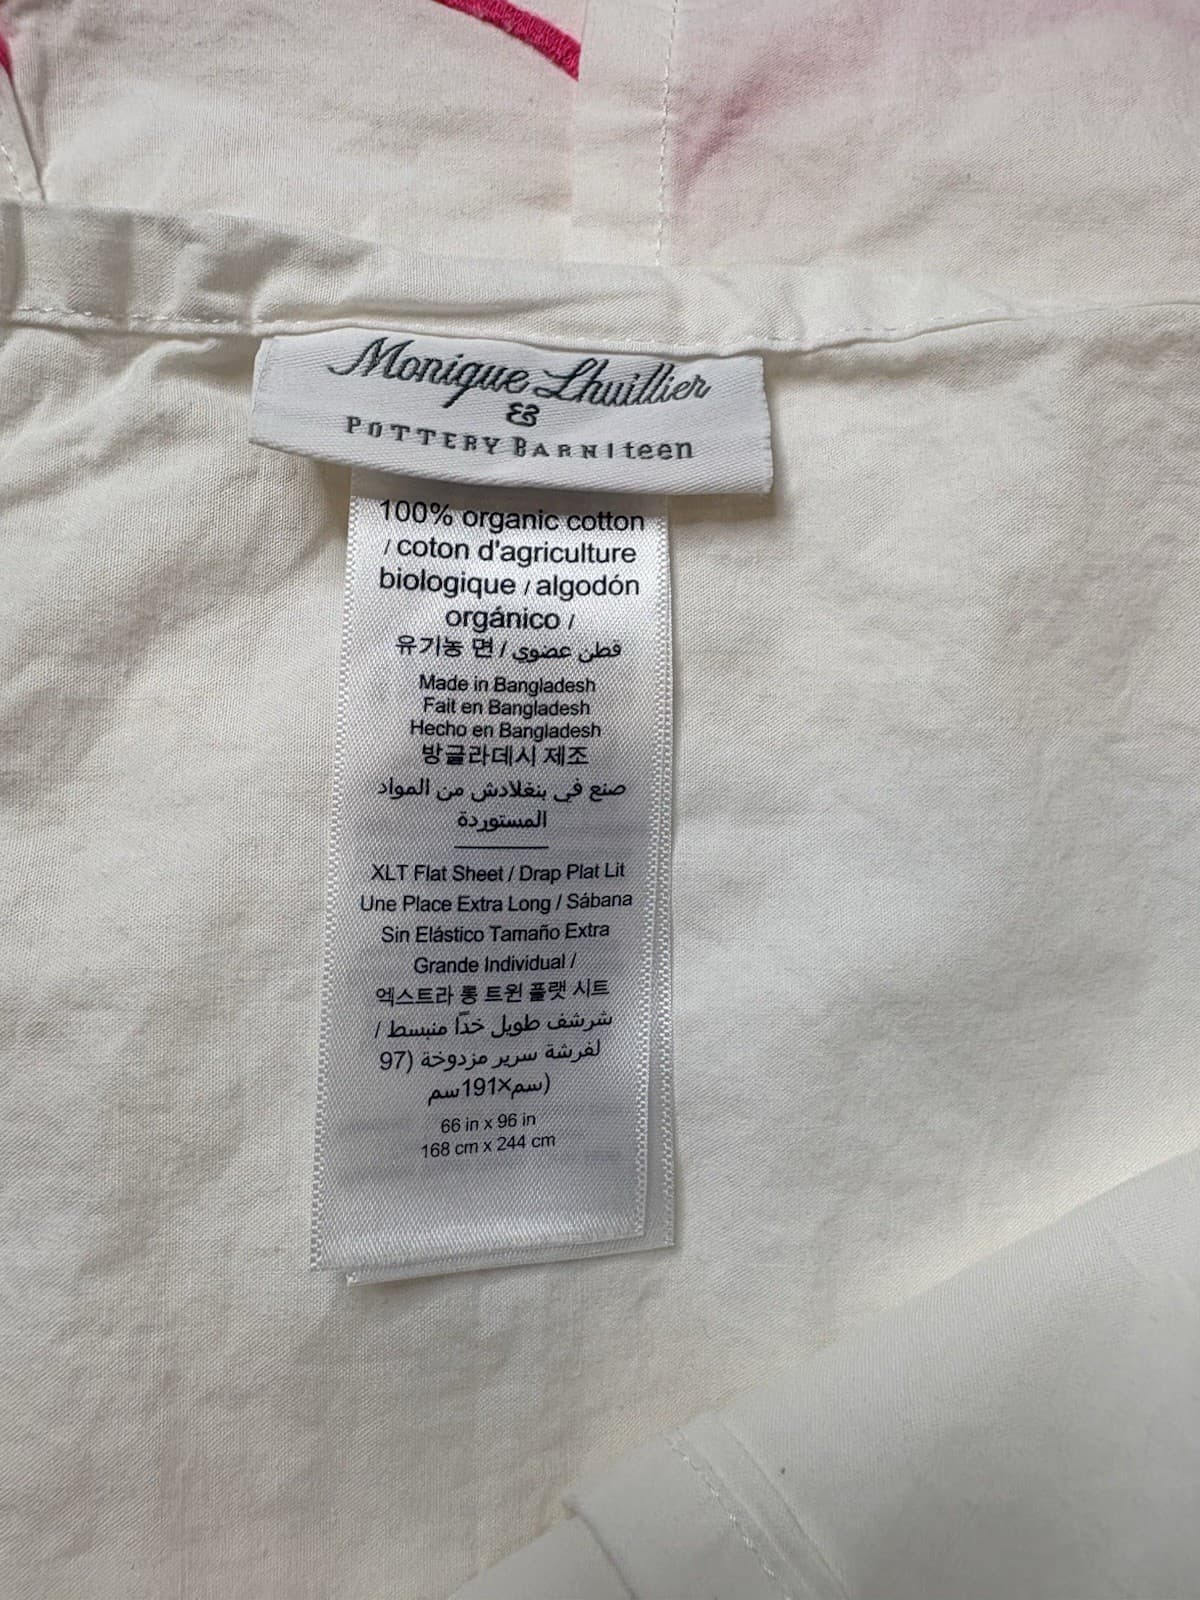 Monique Lhuillier
&
POTTERY BARN | teen
100% organic cotton
/ coton d'agriculture
biologique / algodón
orgánico /
유기농 면 / قطن عضوي
Made in Bangladesh
Fait en Bangladesh
Hecho en Bangladesh
방글라데시 제조
صنع في بنغلادش من المواد
المستوردة
XLT Flat Sheet / Drap Plat Lit
Une Place Extra Long / Sábana
Sin Elástico Tamaño Extra
Grande Individual /
엑스트라 롱 트윈 플랫 시트
/ شرشف طويل خدًا منبسط
لفرشة سرير مزدوخة (97
سم×191سم)
66 in x 96 in
168 cm x 244 cm